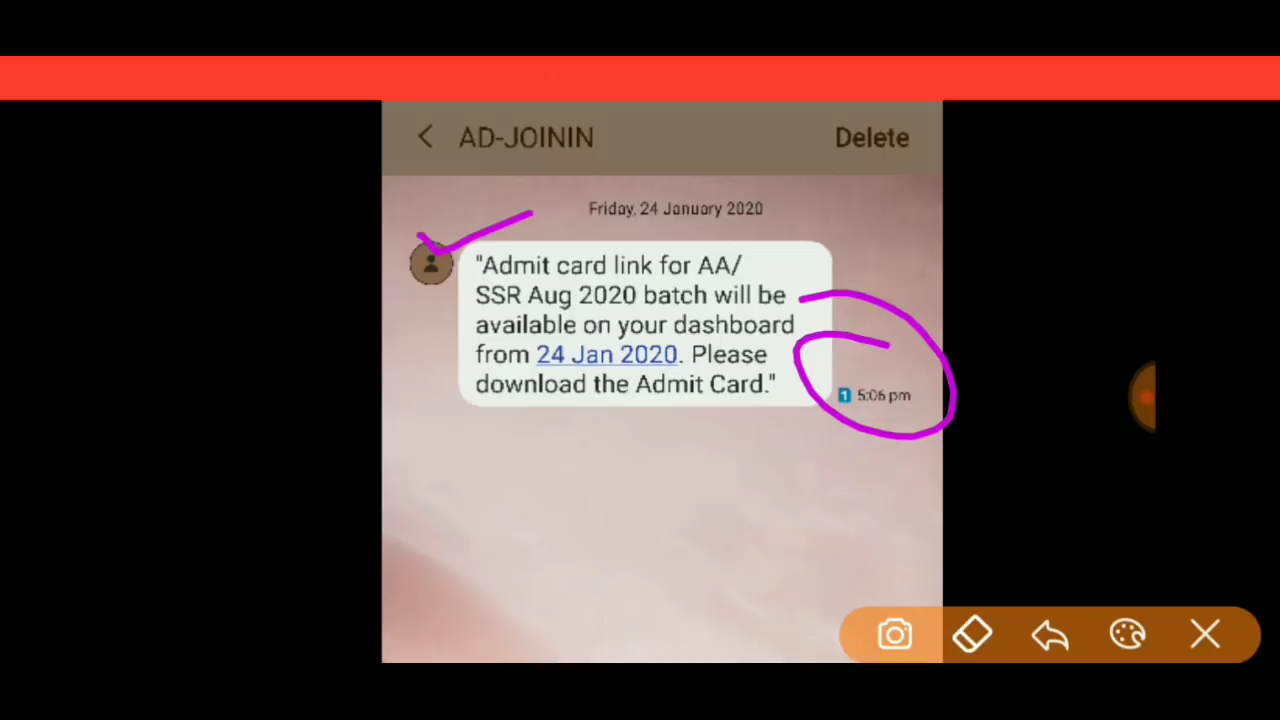 AD-JOININ Delete
Friday, 24 January 2020
"Admit card link for AA/
SSR Aug 2020 batch will be
available on your dashboard
from 24 Jan 2020. Please
download the Admit Card."
1 5:06 pm